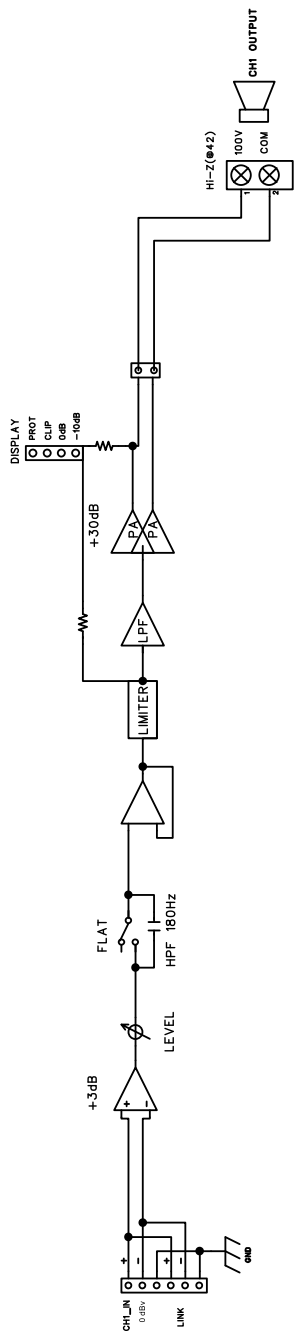 CH1_IN
0dBv
LINK
+
-
+
-
GND
+3dB
+
-
LEVEL
FLAT
HPF 180Hz
LIMITER
LPF
+30dB
PA
PA
DISPLAY
PROT
CLIP
0dB
-10dB
Hi-Z(@42)
100V
COM
1
2
CH1 OUTPUT